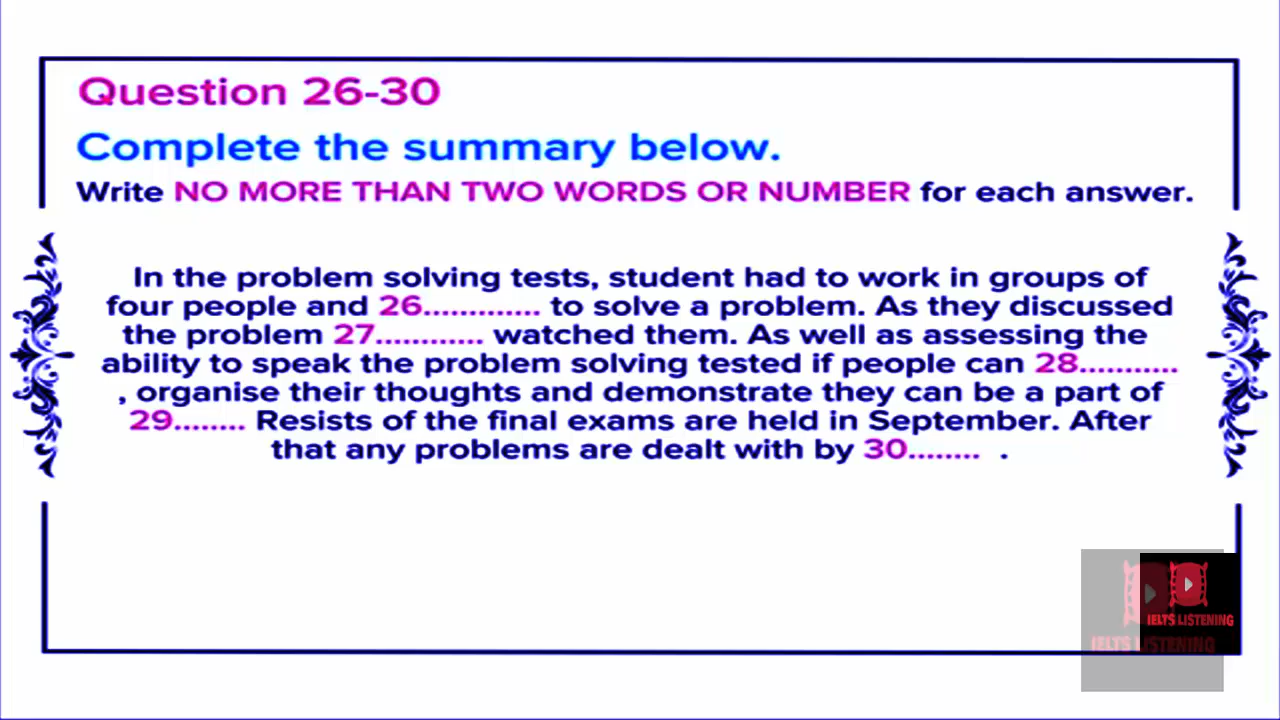 Question 26-30
Complete the summary below.
Write NO MORE THAN TWO WORDS OR NUMBER for each answer.
In the problem solving tests, student had to work in groups of
four people and 26............. to solve a problem. As they discussed
the problem 27............ watched them. As well as assessing the
ability to speak the problem solving tested if people can 28...........
, organise their thoughts and demonstrate they can be a part of
29........ Resists of the final exams are held in September. After
that any problems are dealt with by 30........ .
IELTS LISTENING
IELTS LISTENING